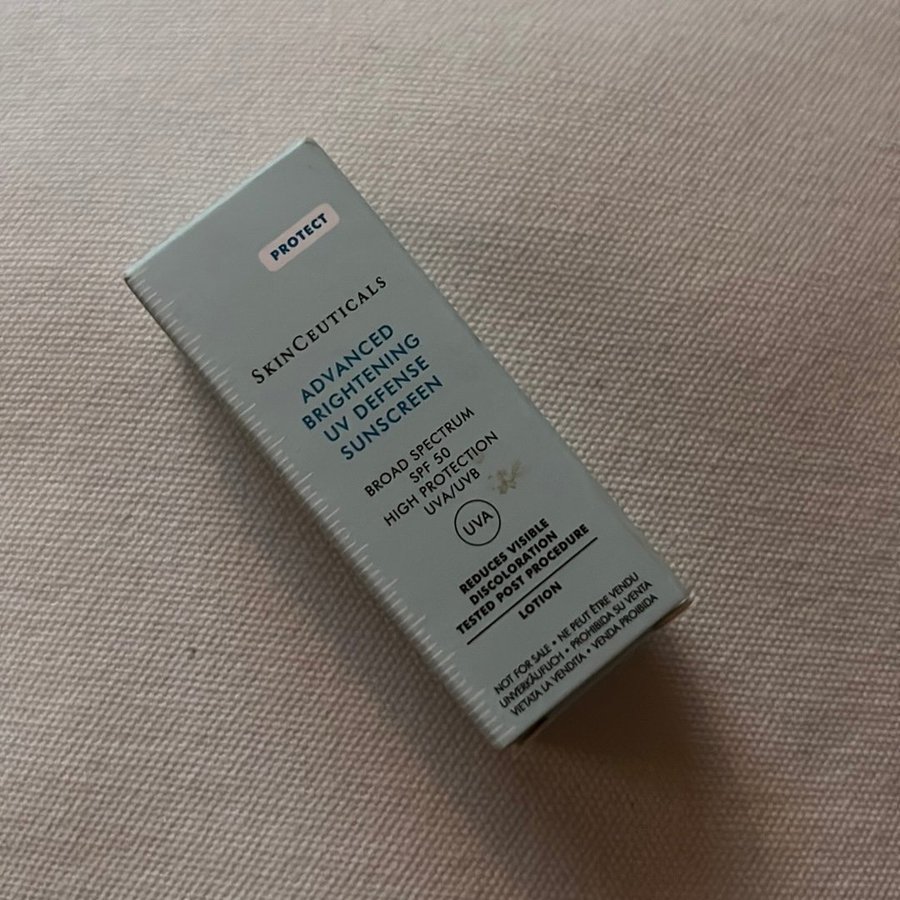 PROTECT
SKINCEUTICALS
ADVANCED
BRIGHTENING
UV DEFENSE
SUNSCREEN
BROAD SPECTRUM
SPF 50
HIGH PROTECTION
UVA/UVB
UVA
REDUCES VISIBLE
DISCOLORATION
TESTED POST PROCEDURE
LOTION
NOT FOR SALE • NE PEUT ÊTRE VENDU
UNVERKÄUFLICH • PROHIBIDA SU VENTA
VIETATA LA VENDITA • VENDA PROIBIDA